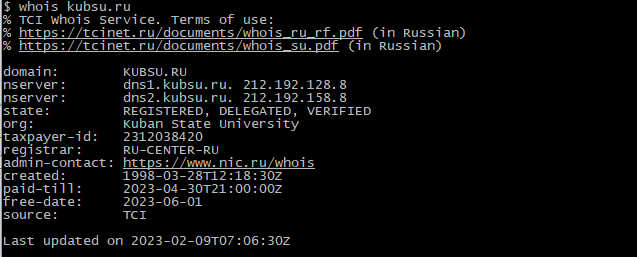 $ whois kubsu.ru
% TCI Whois Service. Terms of use:
% https://tcinet.ru/documents/whois_ru_rf.pdf (in Russian)
% https://tcinet.ru/documents/whois_su.pdf (in Russian)

domain:        KUBSU.RU
nserver:       dns1.kubsu.ru. 212.192.128.8
nserver:       dns2.kubsu.ru. 212.192.158.8
state:         REGISTERED, DELEGATED, VERIFIED
org:           Kuban State University
taxpayer-id:   2312038420
registrar:     RU-CENTER-RU
admin-contact: https://www.nic.ru/whois
created:       1998-03-28T12:18:30Z
paid-till:     2023-04-30T21:00:00Z
free-date:     2023-06-01
source:        TCI

Last updated on 2023-02-09T07:06:30Z